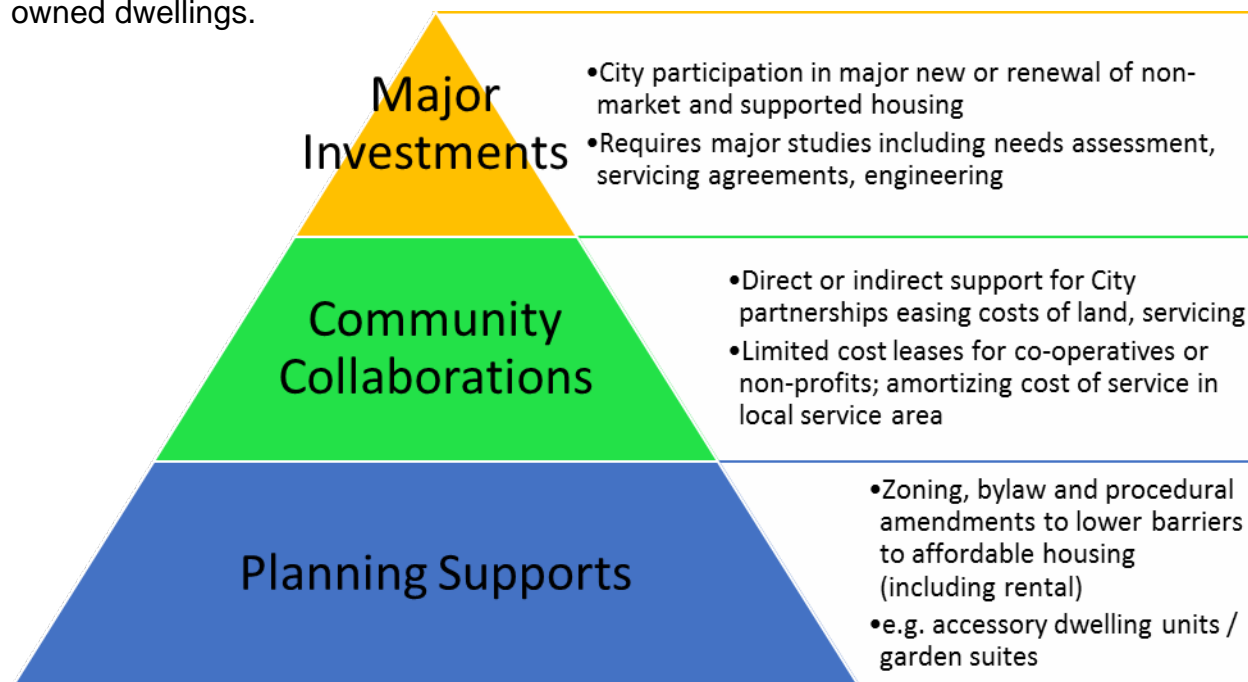 owned dwellings.
Major
Investments
•City participation in major new or renewal of non-
market and supported housing
•Requires major studies including needs assessment,
servicing agreements, engineering
Community
Collaborations
•Direct or indirect support for City
partnerships easing costs of land, servicing
•Limited cost leases for co-operatives or
non-profits; amortizing cost of service in
local service area
Planning Supports
•Zoning, bylaw and procedural
amendments to lower barriers
to affordable housing
(including rental)
•e.g. accessory dwelling units /
garden suites